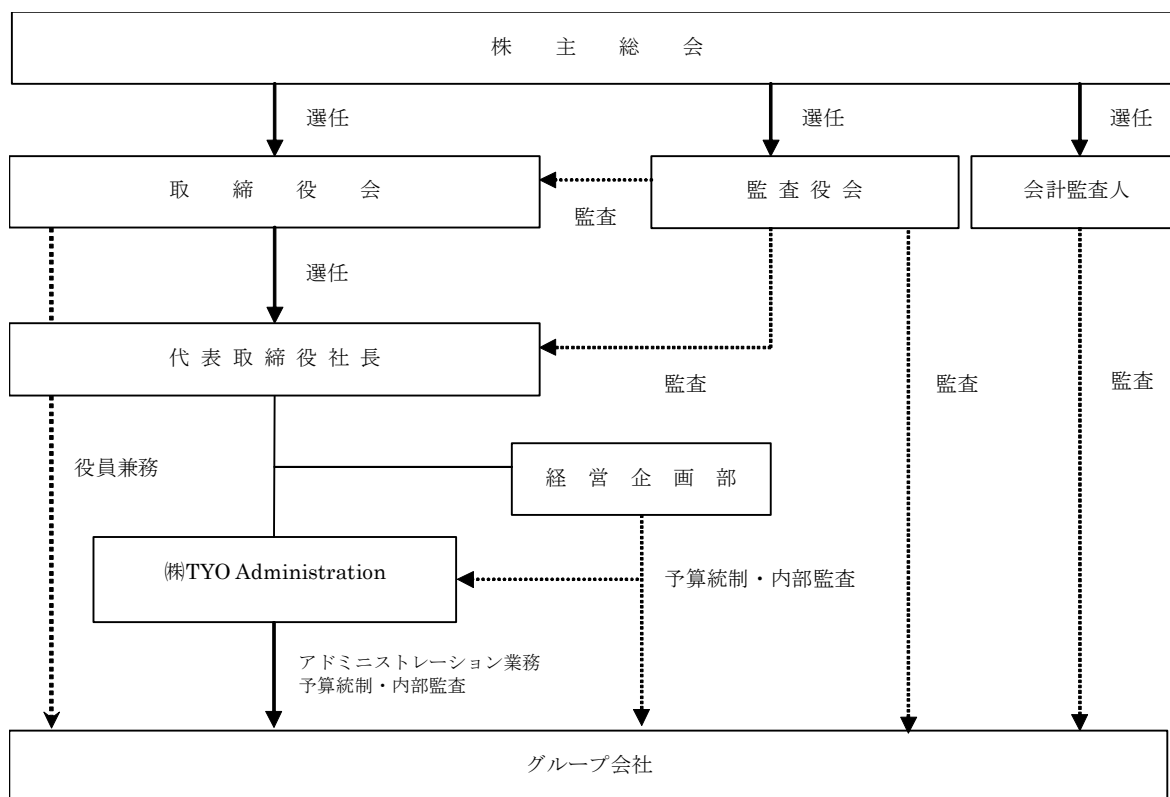 株主総会
選任
選任
選任
取締役会
監査役会
会計監査人
監査
選任
代表取締役社長
監査
監査
監査
役員兼務
経営企画部
㈱TYO Administration
予算統制・内部監査
アドミニストレーション業務
予算統制・内部監査
グループ会社